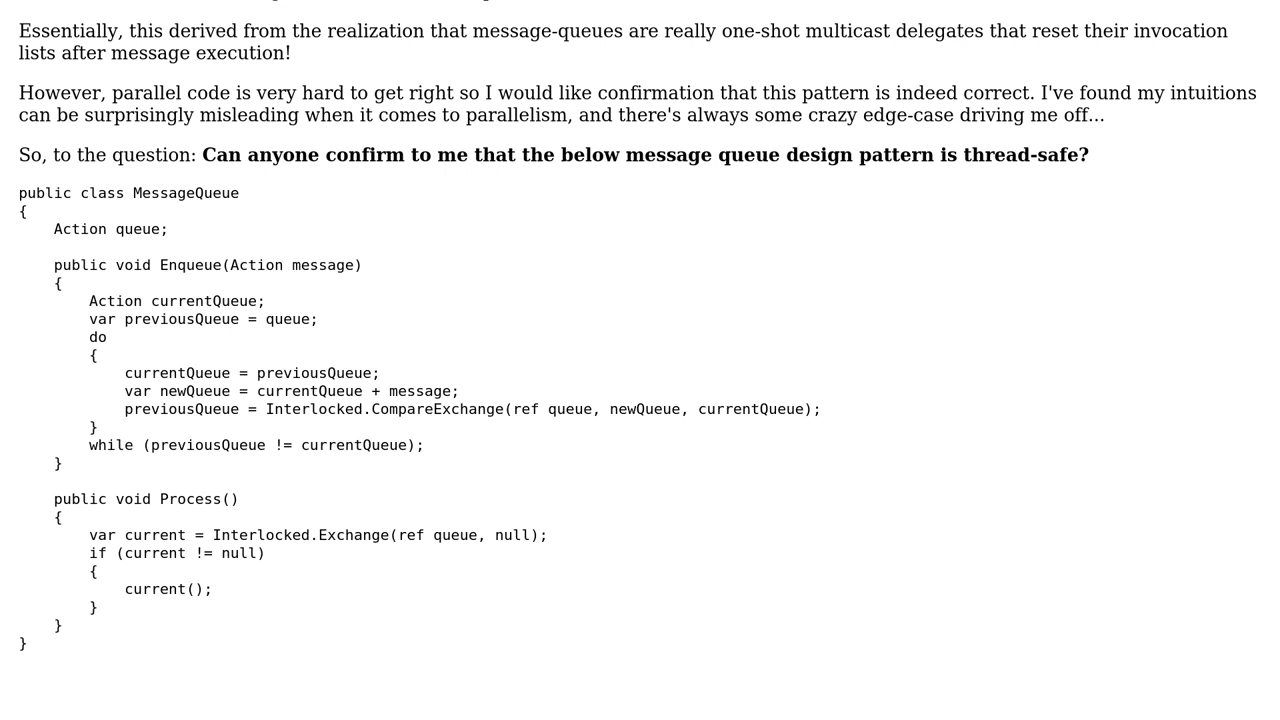 Essentially, this derived from the realization that message-queues are really one-shot multicast delegates that reset their invocation
lists after message execution!
However, parallel code is very hard to get right so I would like confirmation that this pattern is indeed correct. I've found my intuitions
can be surprisingly misleading when it comes to parallelism, and there's always some crazy edge-case driving me off...
So, to the question: Can anyone confirm to me that the below message queue design pattern is thread-safe?
public class MessageQueue
{
    Action queue;
    public void Enqueue(Action message)
    {
        Action currentQueue;
        var previousQueue = queue;
        do
        {
            currentQueue = previousQueue;
            var newQueue = currentQueue + message;
            previousQueue = Interlocked.CompareExchange(ref queue, newQueue, currentQueue);
        }
        while (previousQueue != currentQueue);
    }
    public void Process()
    {
        var current = Interlocked.Exchange(ref queue, null);
        if (current != null)
        {
            current();
        }
    }
}